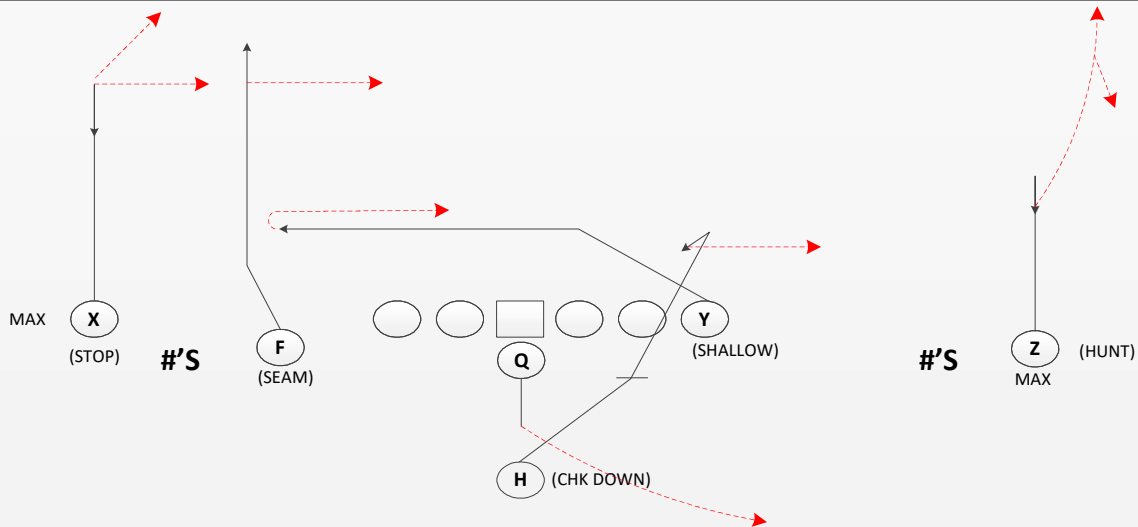 MAX
X
(STOP)
#'S
F
(SEAM)
Q
Y
(SHALLOW)
#'S
Z
(HUNT)
MAX
H
(CHK DOWN)